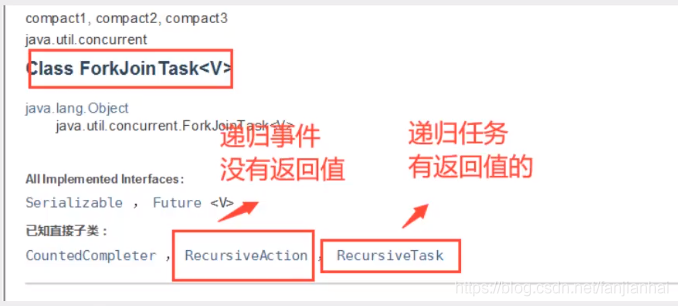 compact1, compact2, compact3
java.util.concurrent
Class ForkJoinTask<V>
java.lang.Object
java.util.concurrent.ForkJoinTask<V>
递归事件
没有返回值
递归任务
有返回值的
All Implemented Interfaces:
Serializable , Future <V>
已知直接子类：
CountedCompleter , RecursiveAction , RecursiveTask
https://blog.csdn.net/lanjianhai